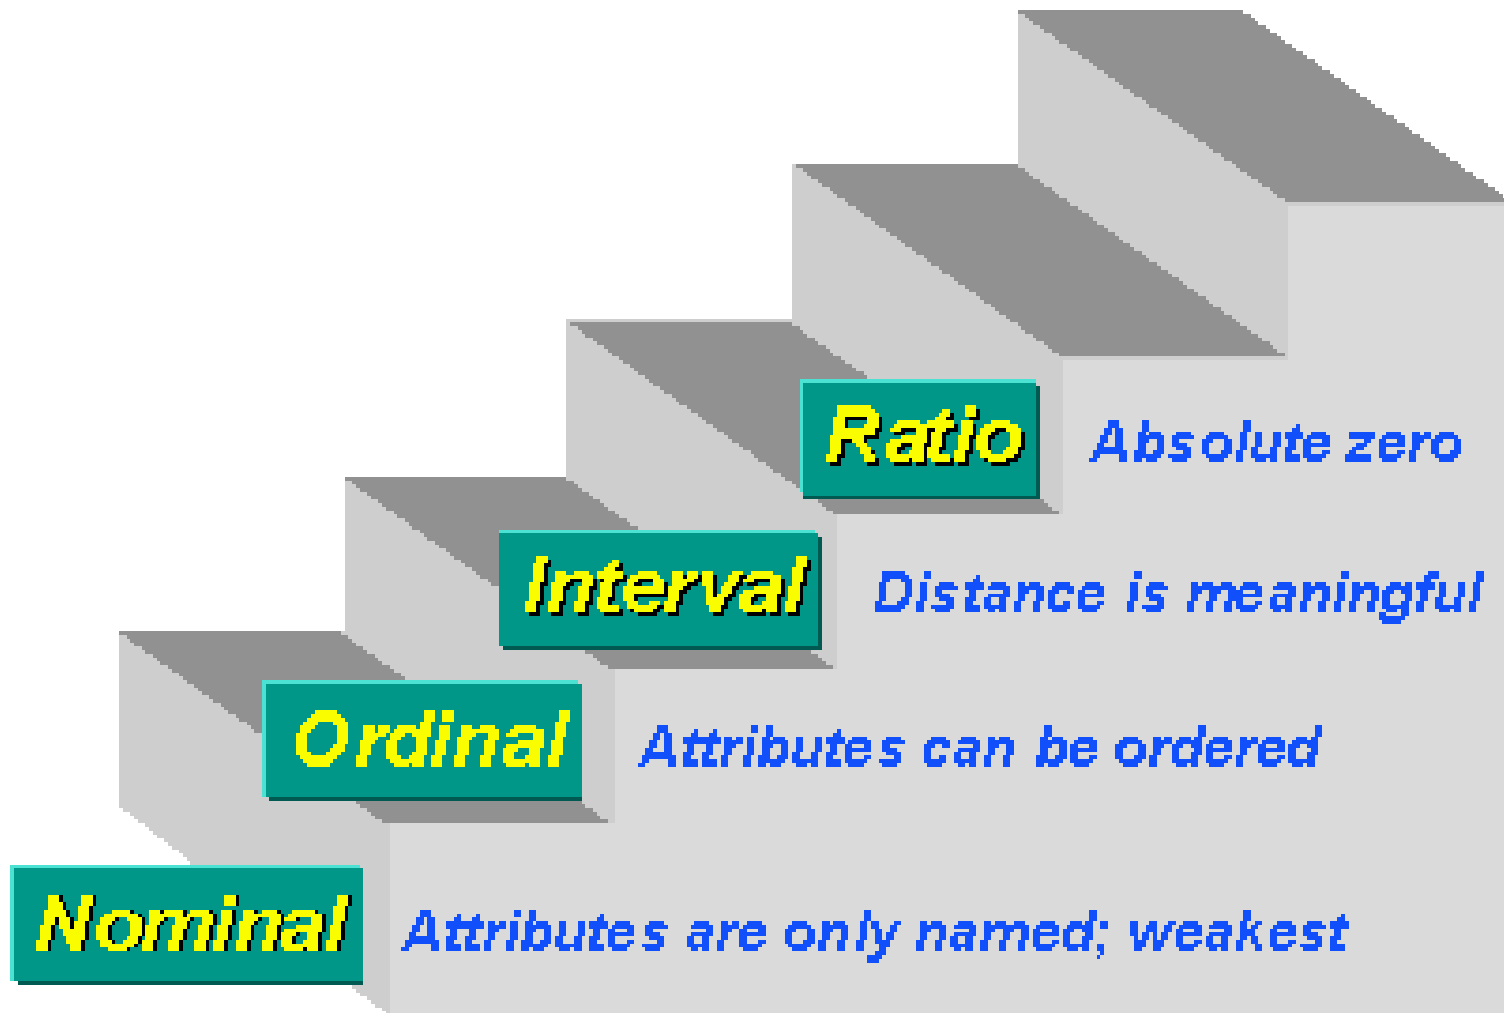 Ratio Absolute zero
Interval Distance is meaningful
Ordinal Attributes can be ordered
Nominal Attributes are only named; weakest